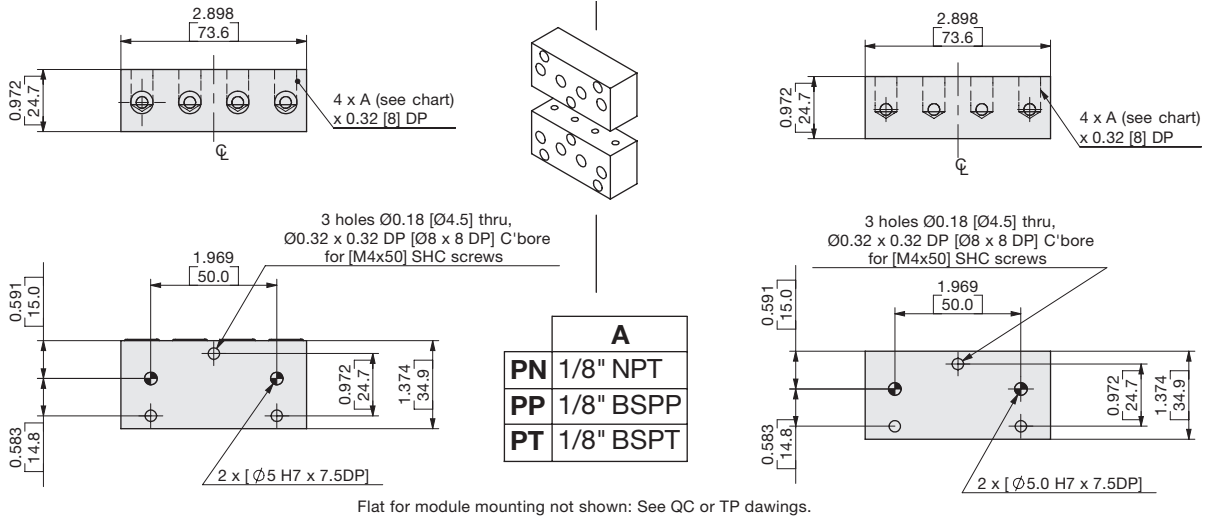 2.898
73.6
0.972
24.7
4 x A (see chart)
x 0.32 [8] DP
℄
3 holes Ø0.18 [Ø4.5] thru,
Ø0.32 x 0.32 DP [Ø8 x 8 DP] C'bore
for [M4x50] SHC screws
1.969
50.0
0.591
15.0
0.583
14.8
0.972
24.7
1.374
34.9
2 x [ Ø5 H7 x 7.5DP]
A
PN 1/8" NPT
PP 1/8" BSPP
PT 1/8" BSPT
2.898
73.6
0.972
24.7
4 x A (see chart)
x 0.32 [8] DP
℄
3 holes Ø0.18 [Ø4.5] thru,
Ø0.32 x 0.32 DP [Ø8 x 8 DP] C'bore
for [M4x50] SHC screws
1.969
50.0
0.591
15.0
0.583
14.8
0.972
24.7
1.374
34.9
2 x [ Ø5.0 H7 x 7.5DP]
Flat for module mounting not shown: See QC or TP dawings.